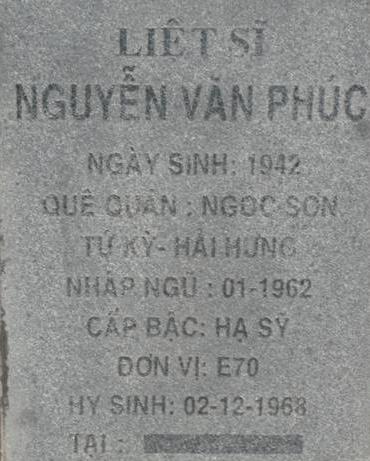 LIỆT SĨ
NGUYỄN VĂN PHÚC
NGÀY SINH: 1942
QUÊ QUÁN : NGỌC SƠN
TỨ KỲ- HẢI HƯNG
NHẬP NGŨ : 01-1962
CẤP BẬC: HẠ SỸ
ĐƠN VỊ: E70
HY SINH: 02-12-1968
TẠI :